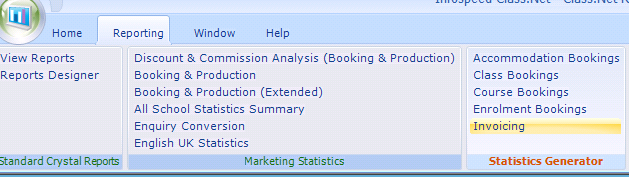 Infospeed Class.Net - Class.Net
Home Reporting Window Help
View Reports
Reports Designer
Standard Crystal Reports
Discount & Commission Analysis (Booking & Production)
Booking & Production
Booking & Production (Extended)
All School Statistics Summary
Enquiry Conversion
English UK Statistics
Marketing Statistics
Accommodation Bookings
Class Bookings
Course Bookings
Enrolment Bookings
Invoicing
Statistics Generator